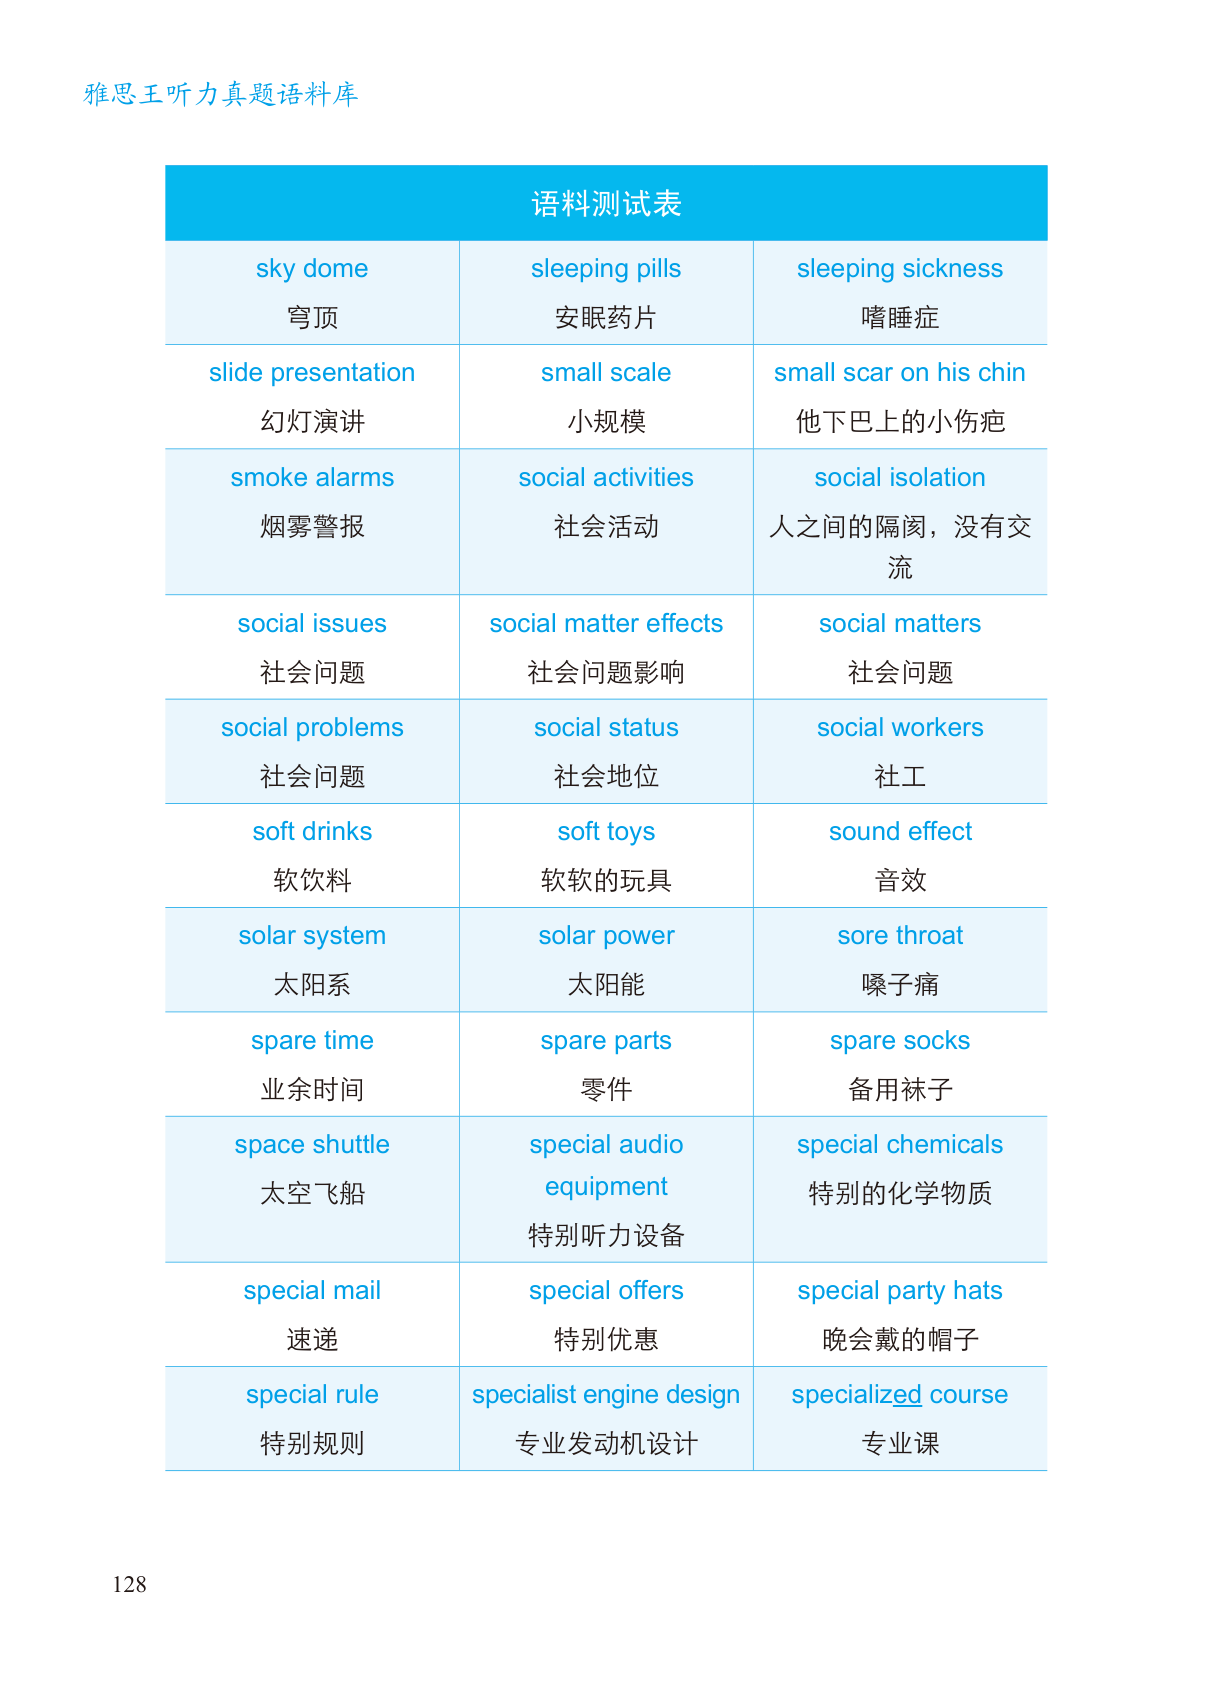 雅思王听力真题语料库
语料测试表
sky dome
穹顶
sleeping pills
安眠药片
sleeping sickness
嗜睡症
slide presentation
幻灯演讲
small scale
小规模
small scar on his chin
他下巴上的小伤疤
smoke alarms
烟雾警报
social activities
社会活动
social isolation
人之间的隔阂，没有交
流
social issues
社会问题
social matter effects
社会问题影响
social matters
社会问题
social problems
社会问题
social status
社会地位
social workers
社工
soft drinks
软饮料
soft toys
软软的玩具
sound effect
音效
solar system
太阳系
solar power
太阳能
sore throat
嗓子痛
spare time
业余时间
spare parts
零件
spare socks
备用袜子
space shuttle
太空飞船
special audio
equipment
特别听力设备
special chemicals
特别的化学物质
special mail
速递
special offers
特别优惠
special party hats
晚会戴的帽子
special rule
特别规则
specialist engine design
专业发动机设计
specialized course
专业课
128